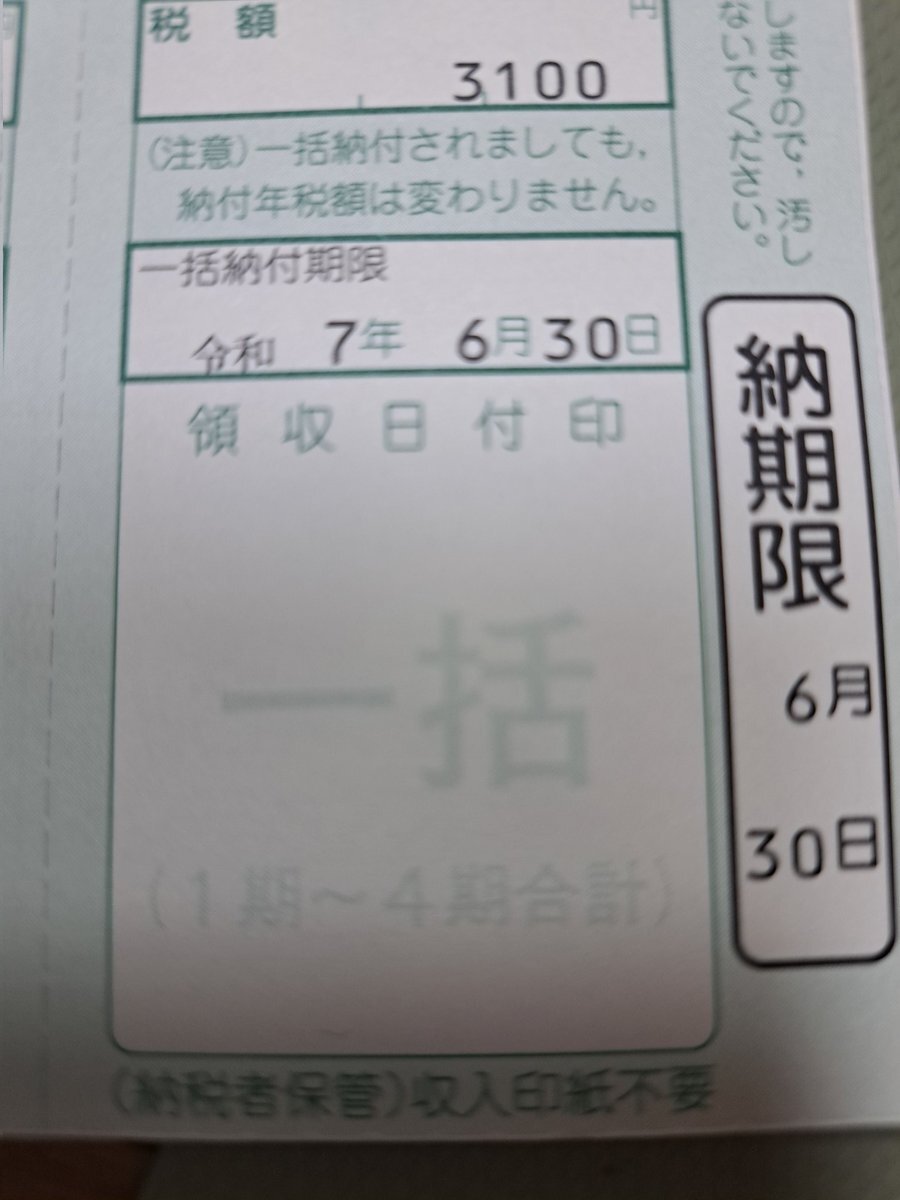 税額
円
3100
(注意)一括納付されましても,
納付年税額は変わりません。
一括納付期限
令和 7年 6月30日
領収日付印
一括
(1期~4期合計)
(納税者保管)収入印紙不要
しますので、汚し
ないでください。
納期限
6月
30日